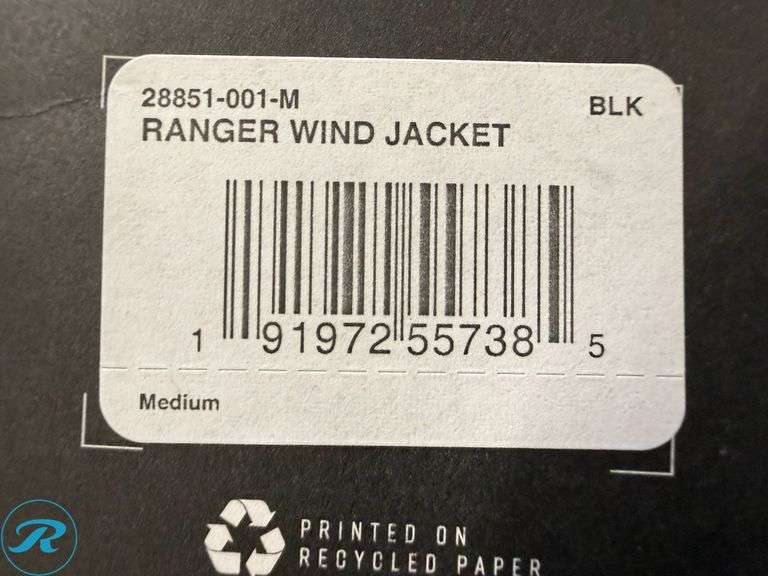 28851-001-M BLK
RANGER WIND JACKET
1 91972 55738 5
Medium
PRINTED ON
RECYCLED PAPER
R